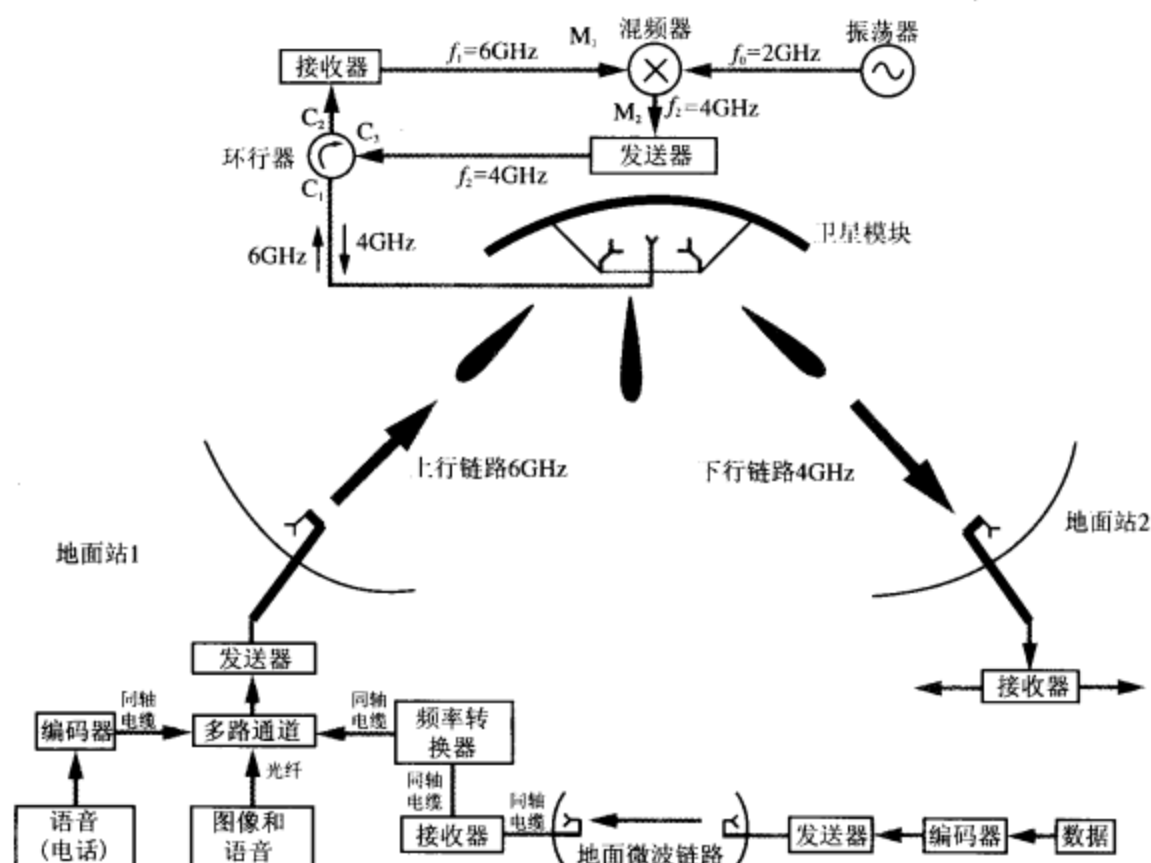 混频器
振荡器
接收器
f₁=6GHz
M₁
f₀=2GHz
M₂
f₂=4GHz
C₂
C₃
环行器
C₁
f₂=4GHz
发送器
6GHz
4GHz
卫星模块
上行链路6GHz
下行链路4GHz
地面站1
地面站2
发送器
接收器
编码器
同轴
电缆
多路通道
同轴
电缆
频率转
换器
光纤
同轴
电缆
语音
(电话)
图像和
语音
接收器
同轴
电缆
地面微波链路
发送器
编码器
数据